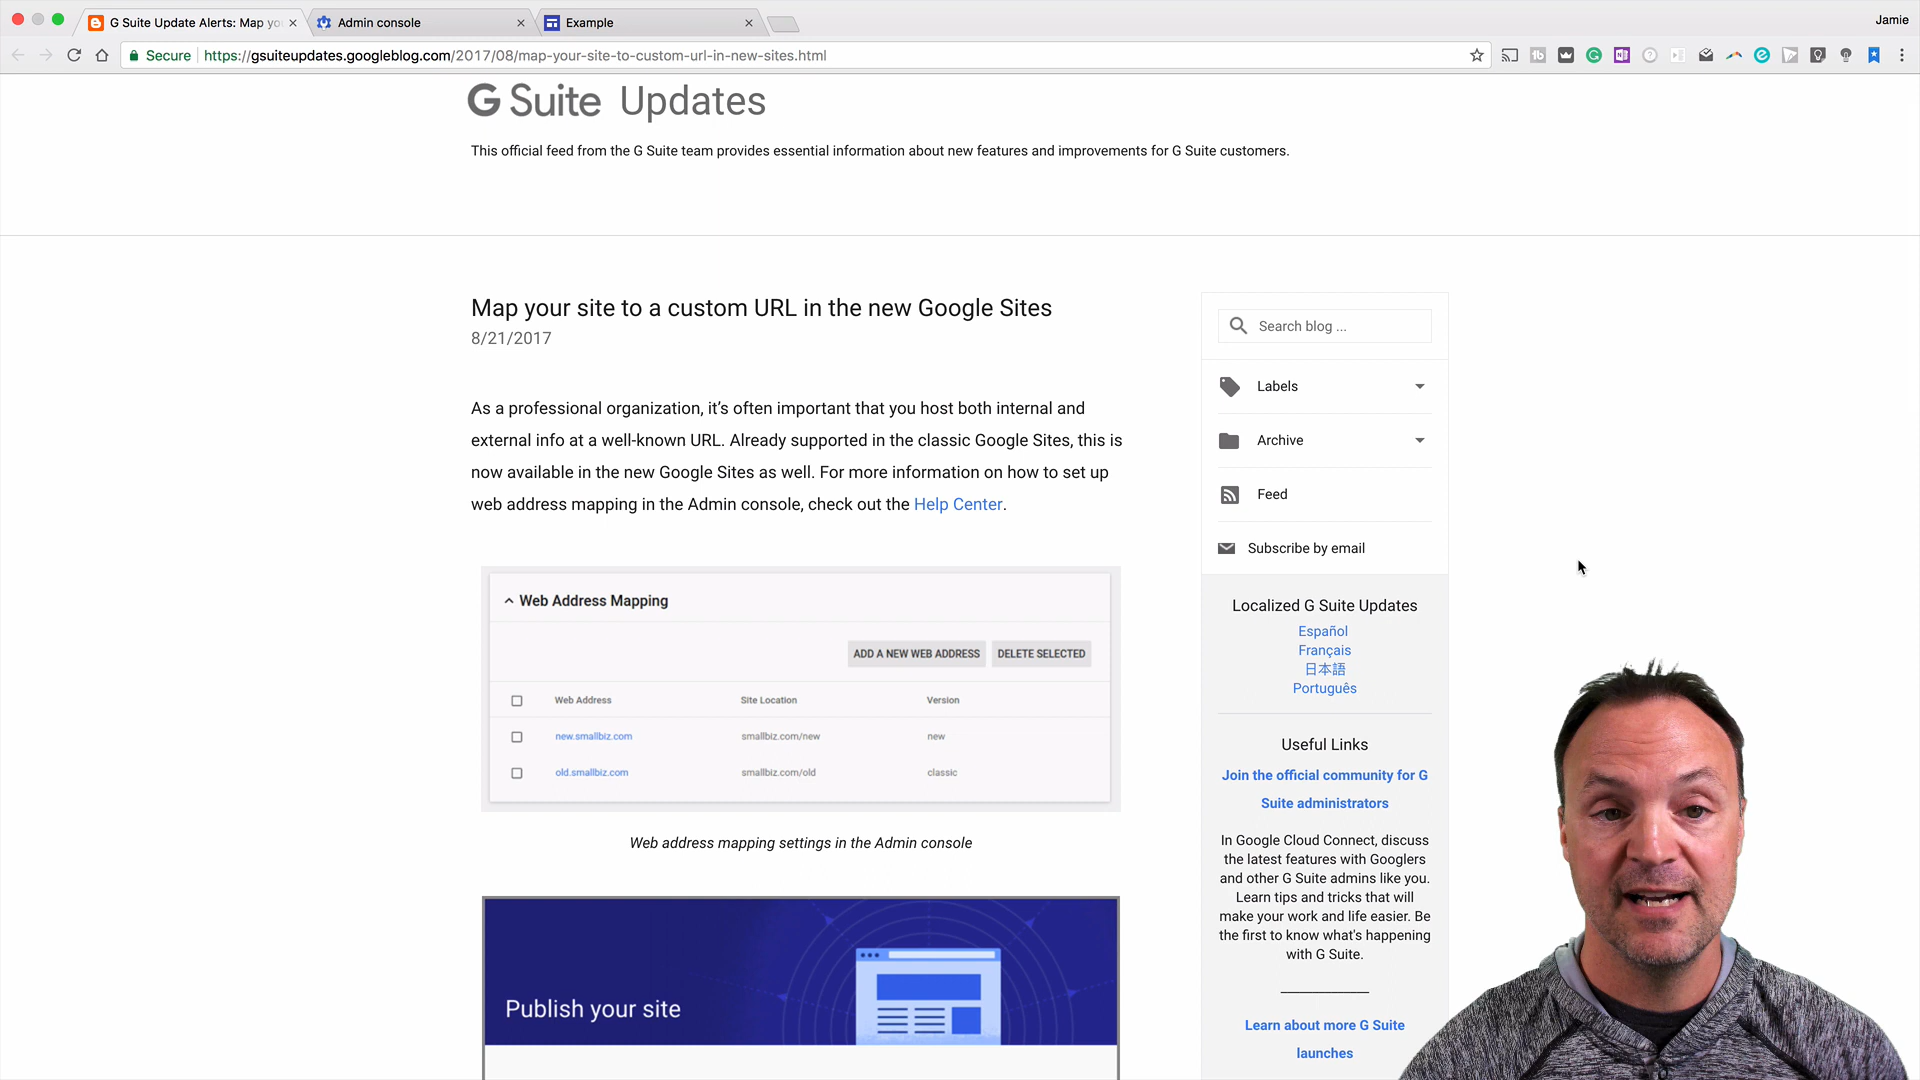 G Suite Update Alerts: Map yo
Admin console
Example
Jamie
Secure
https://gsuiteupdates.googleblog.com/2017/08/map-your-site-to-custom-url-in-new-sites.html
G Suite Updates
This official feed from the G Suite team provides essential information about new features and improvements for G Suite customers.
Map your site to a custom URL in the new Google Sites
8/21/2017
As a professional organization, it’s often important that you host both internal and
external info at a well-known URL. Already supported in the classic Google Sites, this is
now available in the new Google Sites as well. For more information on how to set up
web address mapping in the Admin console, check out the Help Center.
Web Address Mapping
ADD A NEW WEB ADDRESS
DELETE SELECTED
Web Address Site Location Version
new.smallbiz.com smallbiz.com/new new
old.smallbiz.com smallbiz.com/old classic
Web address mapping settings in the Admin console
Publish your site
Search blog ...
Labels
Archive
Feed
Subscribe by email
Localized G Suite Updates
Español
Français
日本語
Português
Useful Links
Join the official community for G
Suite administrators
In Google Cloud Connect, discuss
the latest features with Googlers
and other G Suite admins like you.
Learn tips and tricks that will
make your work and life easier. Be
the first to know what's happening
with G Suite.
Learn about more G Suite
launches